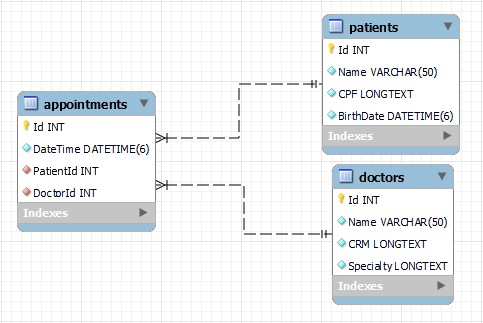 patients
Id INT
Name VARCHAR(50)
CPF LONGTEXT
BirthDate DATETIME(6)
Indexes
appointments
Id INT
DateTime DATETIME(6)
PatientId INT
DoctorId INT
Indexes
doctors
Id INT
Name VARCHAR(50)
CRM LONGTEXT
Specialty LONGTEXT
Indexes